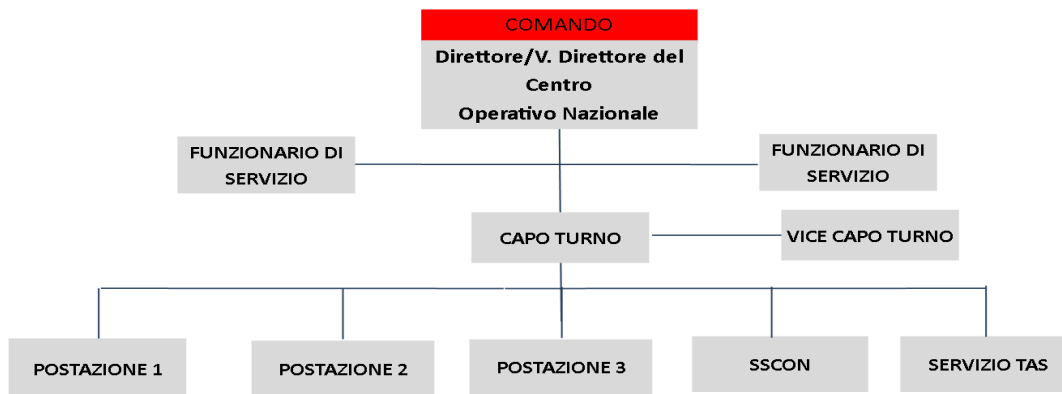 COMANDO
Direttore/V. Direttore del
Centro
Operativo Nazionale
FUNZIONARIO DI
SERVIZIO
FUNZIONARIO DI
SERVIZIO
CAPO TURNO
VICE CAPO TURNO
POSTAZIONE 1
POSTAZIONE 2
POSTAZIONE 3
SSCON
SERVIZIO TAS